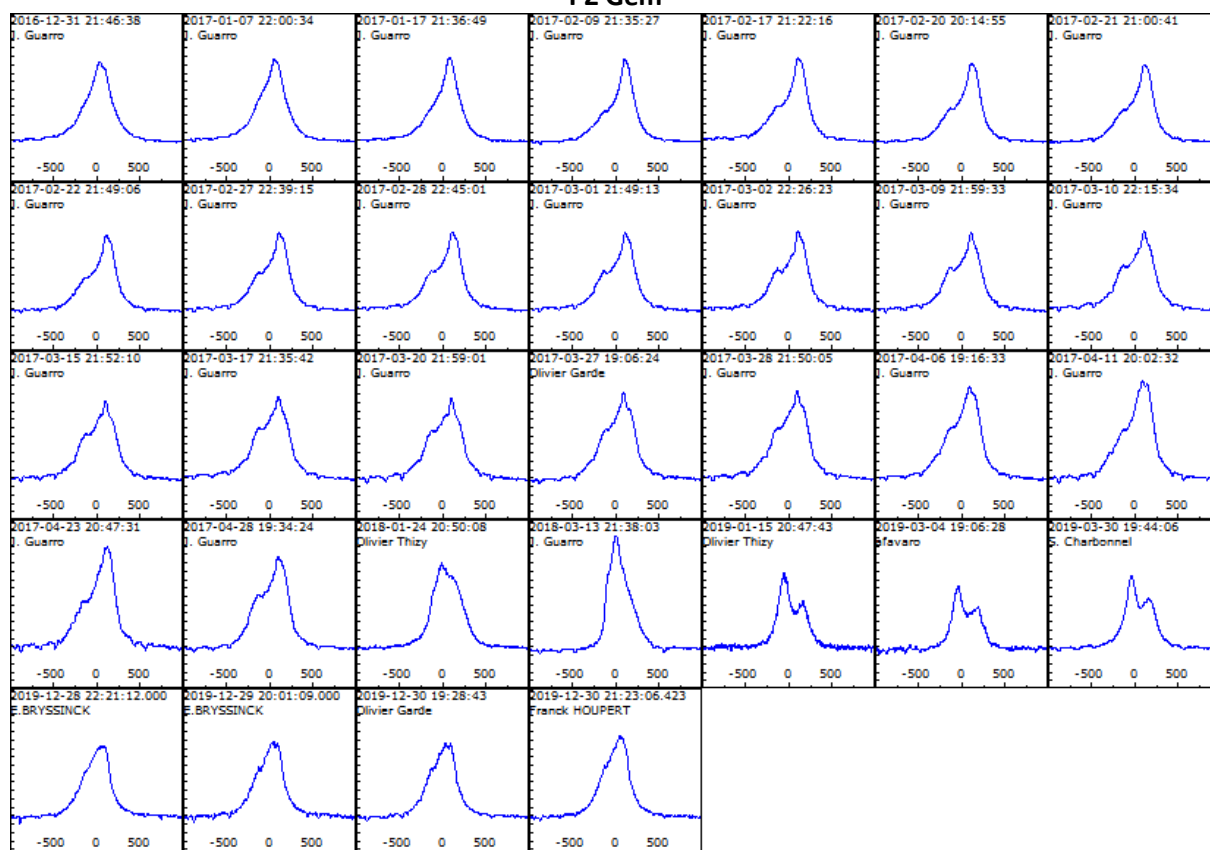 Gem
2016-12-31 21:46:38 2017-01-07 22:00:34 2017-01-17 21:36:49 2017-02-09 21:35:27 2017-02-17 21:22:16 2017-02-20 20:14:55 2017-02-21 21:00:41
J. Guarro J. Guarro J. Guarro J. Guarro J. Guarro J. Guarro J. Guarro
-500 0 500 -500 0 500 -500 0 500 -500 0 500 -500 0 500 -500 0 500 -500 0 500
2017-02-22 21:49:06 2017-02-27 22:39:15 2017-02-28 22:45:01 2017-03-01 21:49:13 2017-03-02 22:26:23 2017-03-09 21:59:33 2017-03-10 22:15:34
J. Guarro J. Guarro J. Guarro J. Guarro J. Guarro J. Guarro J. Guarro
-500 0 500 -500 0 500 -500 0 500 -500 0 500 -500 0 500 -500 0 500 -500 0 500
2017-03-15 21:52:10 2017-03-17 21:35:42 2017-03-20 21:59:01 2017-03-27 19:06:24 2017-03-28 21:50:05 2017-04-06 19:16:33 2017-04-11 20:02:32
J. Guarro J. Guarro J. Guarro Olivier Garde J. Guarro J. Guarro J. Guarro
-500 0 500 -500 0 500 -500 0 500 -500 0 500 -500 0 500 -500 0 500 -500 0 500
2017-04-23 20:47:31 2017-04-28 19:34:24 2018-01-24 20:50:08 2018-03-13 21:38:03 2019-01-15 20:47:43 2019-03-04 19:06:28 2019-03-30 19:44:06
J. Guarro J. Guarro Olivier Thizy J. Guarro Olivier Thizy sfavaro S. Charbonnel
-500 0 500 -500 0 500 -500 0 500 -500 0 500 -500 0 500 -500 0 500 -500 0 500
2019-12-28 22:21:12.000 2019-12-29 20:01:09.000 2019-12-30 19:28:43 2019-12-30 21:23:06.423
E.BRYSSINCK E.BRYSSINCK Olivier Garde Franck HOUPERT
-500 0 500 -500 0 500 -500 0 500 -500 0 500